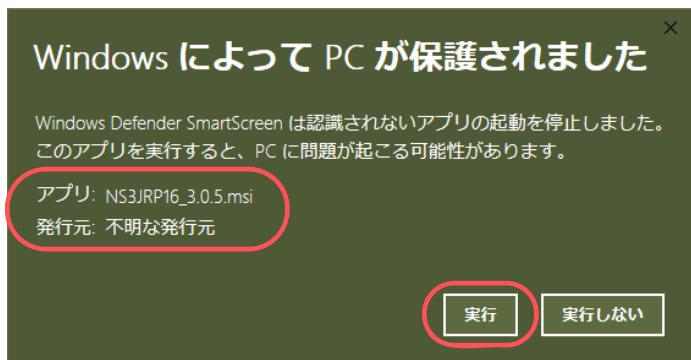 Windows によって PC が保護されました
Windows Defender SmartScreen は認識されないアプリの起動を停止しました。
このアプリを実行すると、PC に問題が起こる可能性があります。
アプリ: NS3JRP16_3.0.5.msi
発行元: 不明な発行元
実行
実行しない